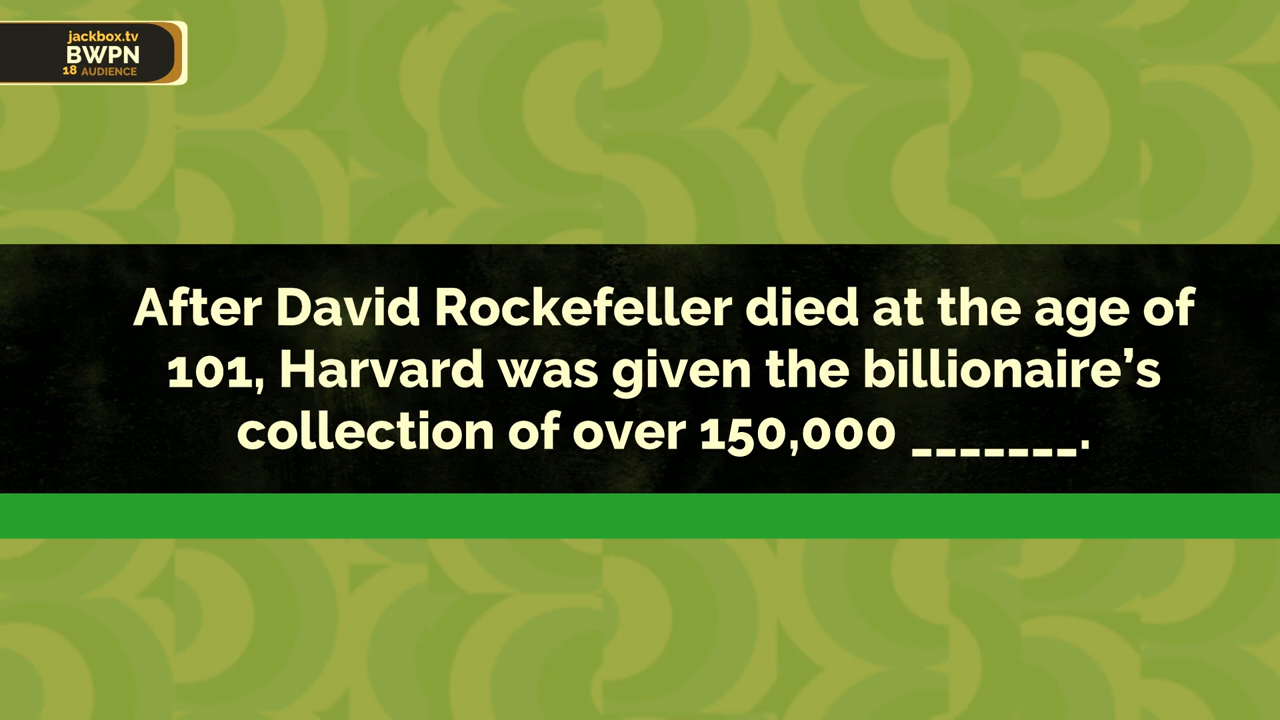 jackbox.tv
BWPN
18 AUDIENCE
After David Rockefeller died at the age of
101, Harvard was given the billionaire’s
collection of over 150,000 _______.